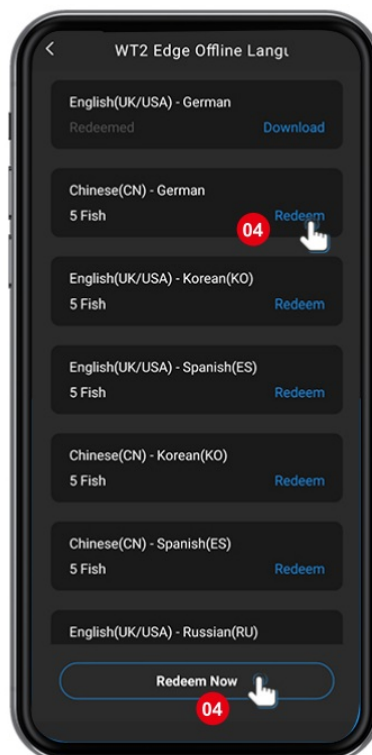 WT2 Edge Offline Langu
English(UK/USA) - German
Redeemed Download
Chinese(CN) - German
5 Fish Redeem
04
English(UK/USA) - Korean(KO)
5 Fish Redeem
English(UK/USA) - Spanish(ES)
5 Fish Redeem
Chinese(CN) - Korean(KO)
5 Fish Redeem
Chinese(CN) - Spanish(ES)
5 Fish Redeem
English(UK/USA) - Russian(RU)
Redeem Now
04